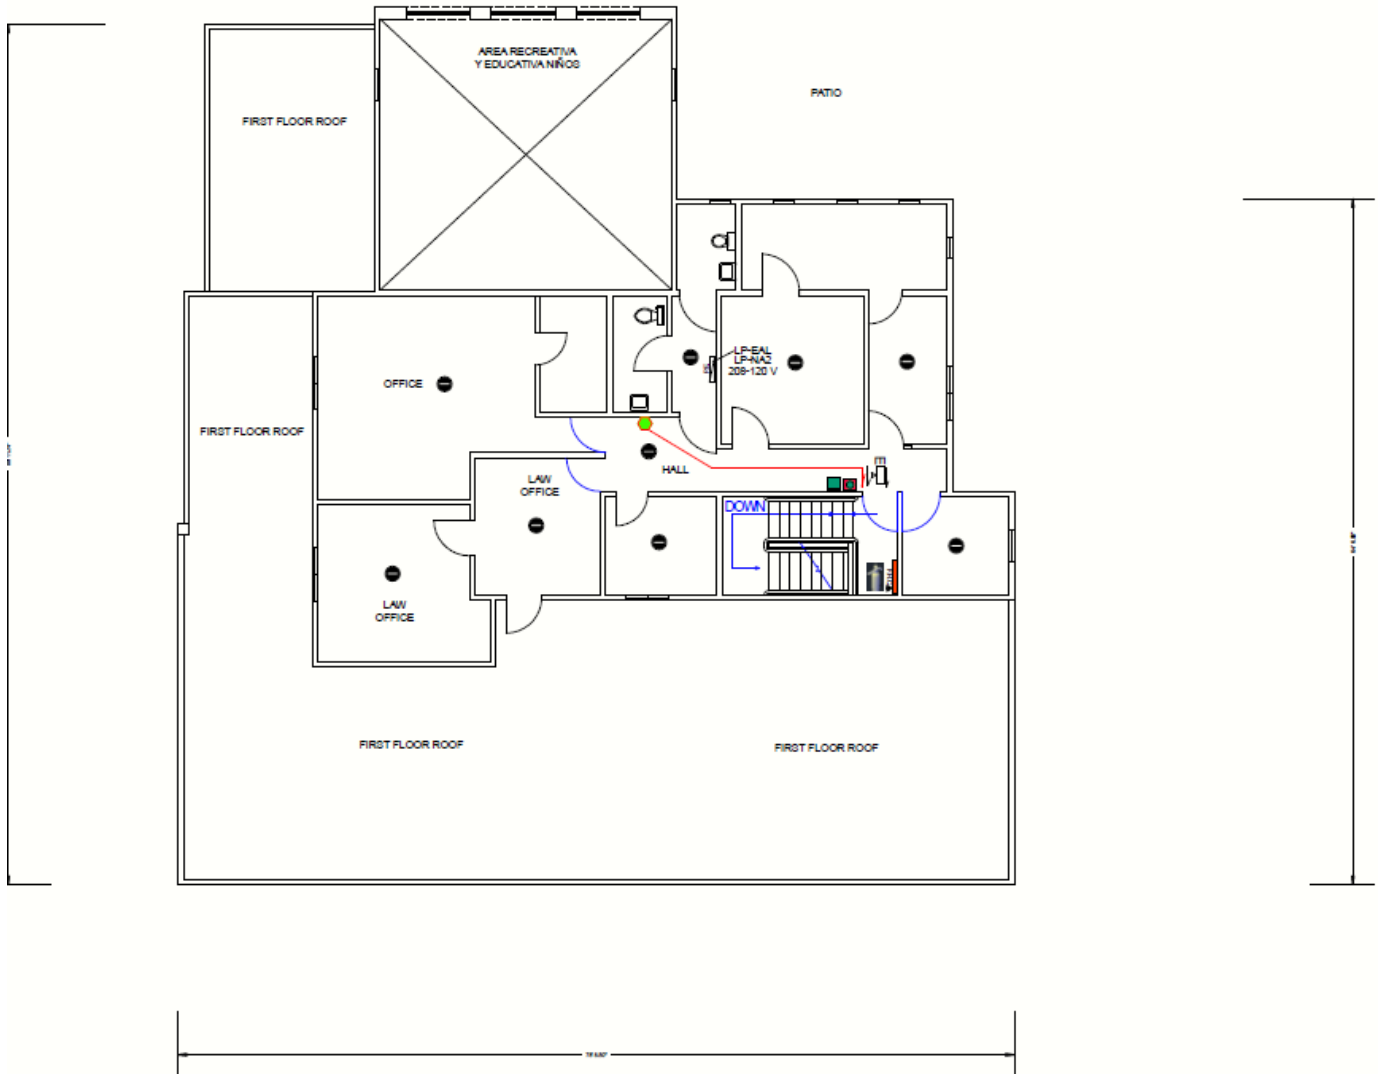 AREA RECREATIVA
Y EDUCATIVA NIÑOS
PATIO
FIRST FLOOR ROOF
LP-EAL
LP-NA2
208-120 V
OFFICE
FIRST FLOOR ROOF
HALL
LAW
OFFICE
DOWN
LAW
OFFICE
FIRST FLOOR ROOF
FIRST FLOOR ROOF